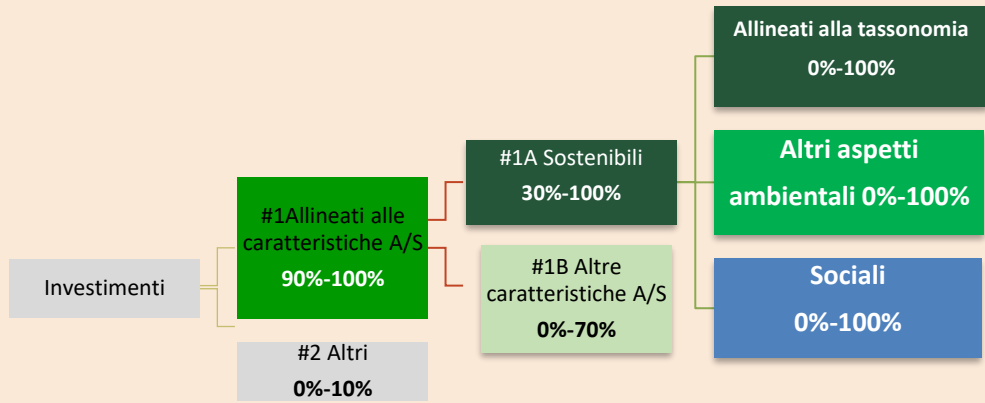 Investimenti
#1Allineati alle
caratteristiche A/S
90%-100%
#2 Altri
0%-10%
#1A Sostenibili
30%-100%
#1B Altre
caratteristiche A/S
0%-70%
Allineati alla tassonomia
0%-100%
Altri aspetti
ambientali 0%-100%
Sociali
0%-100%